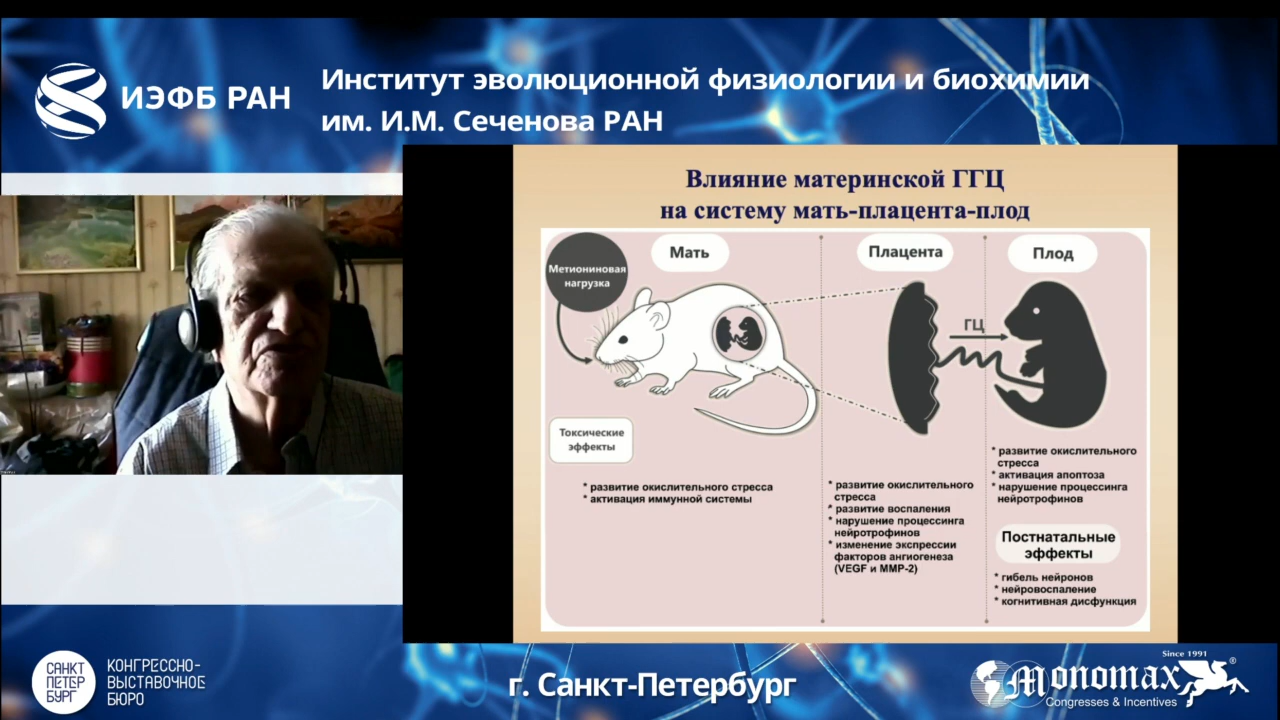 ИЭФБ РАН
Институт эволюционной физиологии и биохимии
им. И.М. Сеченова РАН
Влияние материнской ГГЦ
на систему мать-плацента-плод
Метиониновая
нагрузка
Мать
Плацента
Плод
ГЦ
Токсические
эффекты
* развитие окислительного стресса
* активация иммунной системы
* развитие окислительного
стресса
* развитие воспаления
* нарушение процессинга
нейротрофинов
* изменение экспрессии
факторов ангиогенеза
(VEGF и MMP-2)
* развитие окислительного
стресса
* активация апоптоза
* нарушение процессинга
нейротрофинов
Постнатальные
эффекты
* гибель нейронов
* нейровоспаление
* когнитивная дисфункция
САНКТ
ПЕТЕР
БУРГ
КОНГРЕССНО-
ВЫСТАВОЧНОЕ
БЮРО
г. Санкт-Петербург
Since 1991
Monomax®
Congresses & Incentives